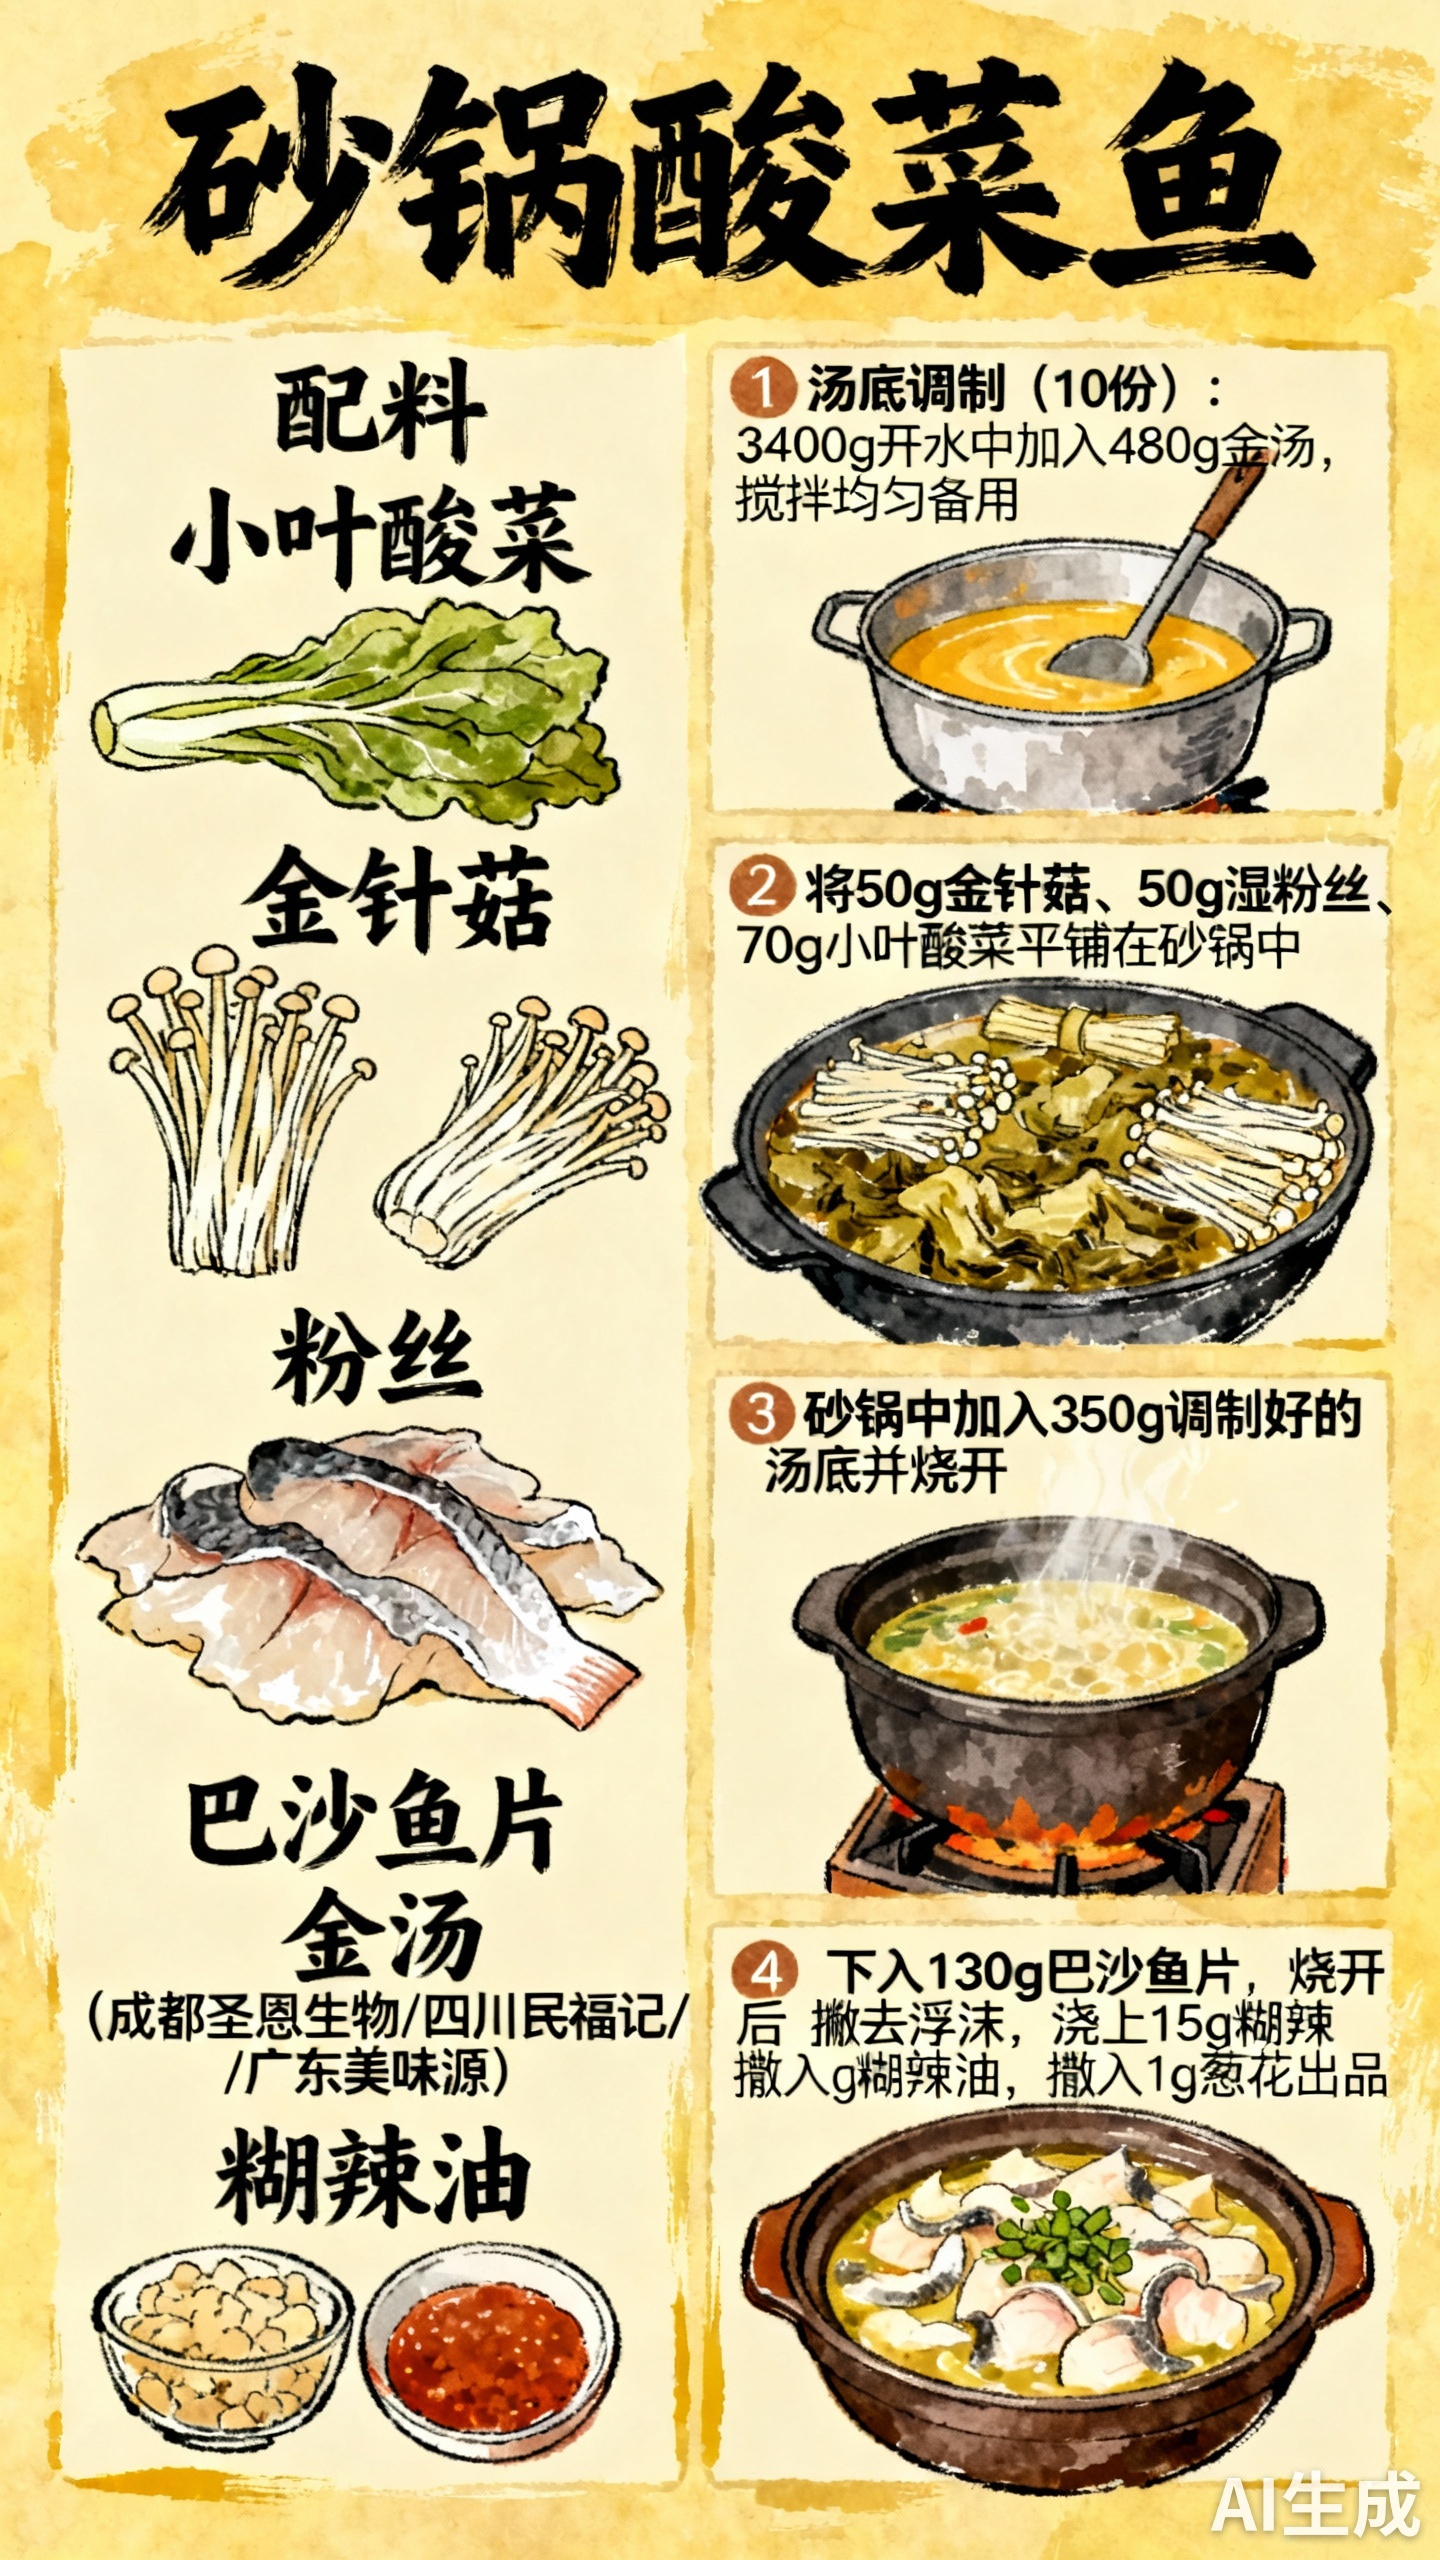 砂锅酸菜鱼
配料
小叶酸菜
金针菇
粉丝
巴沙鱼片
金汤
（成都圣恩生物/四川民福记/
/广东美味源）
糊辣油
1 汤底调制（10份）：
3400g开水中加入480g金汤，
搅拌均匀备用
2 将50g金针菇、50g湿粉丝、
70g小叶酸菜平铺在砂锅中
3 砂锅中加入350g调制好的
汤底并烧开
4 下入130g巴沙鱼片，烧开
后 撇去浮沫，浇上15g糊辣
撒入g糊辣油，撒入1g葱花出品
AI生成